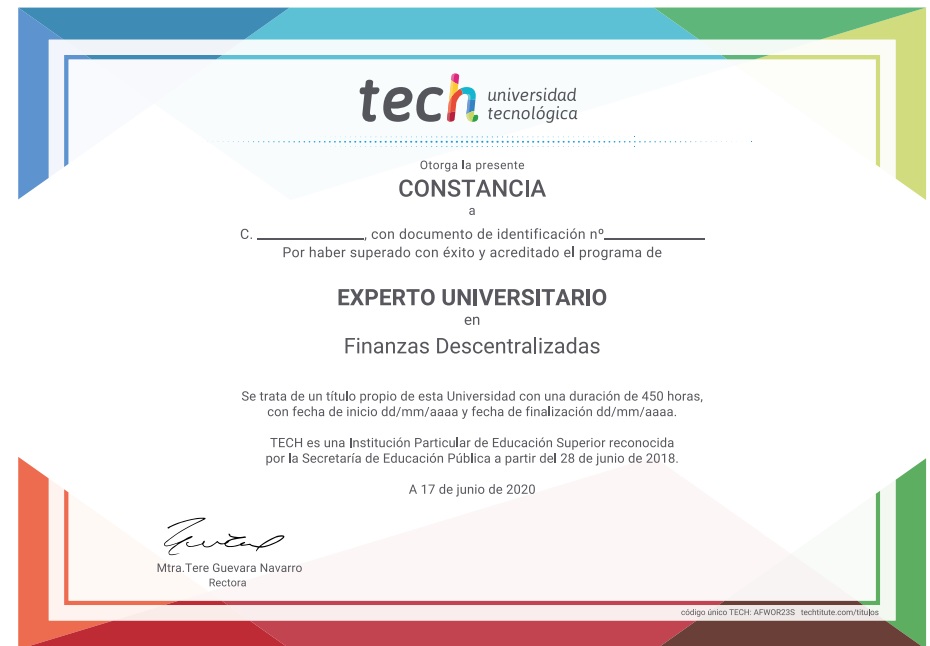 tech universidad
tecnológica
Otorga la presente
CONSTANCIA
a
C. ________________, con documento de identificación nº_______________
Por haber superado con éxito y acreditado el programa de
EXPERTO UNIVERSITARIO
en
Finanzas Descentralizadas
Se trata de un título propio de esta Universidad con una duración de 450 horas,
con fecha de inicio dd/mm/aaaa y fecha de finalización dd/mm/aaaa.
TECH es una Institución Particular de Educación Superior reconocida
por la Secretaría de Educación Pública a partir del 28 de junio de 2018.
A 17 de junio de 2020
Mtra.Tere Guevara Navarro
Rectora
código único TECH: AFWOR23S techtitute.com/titulos